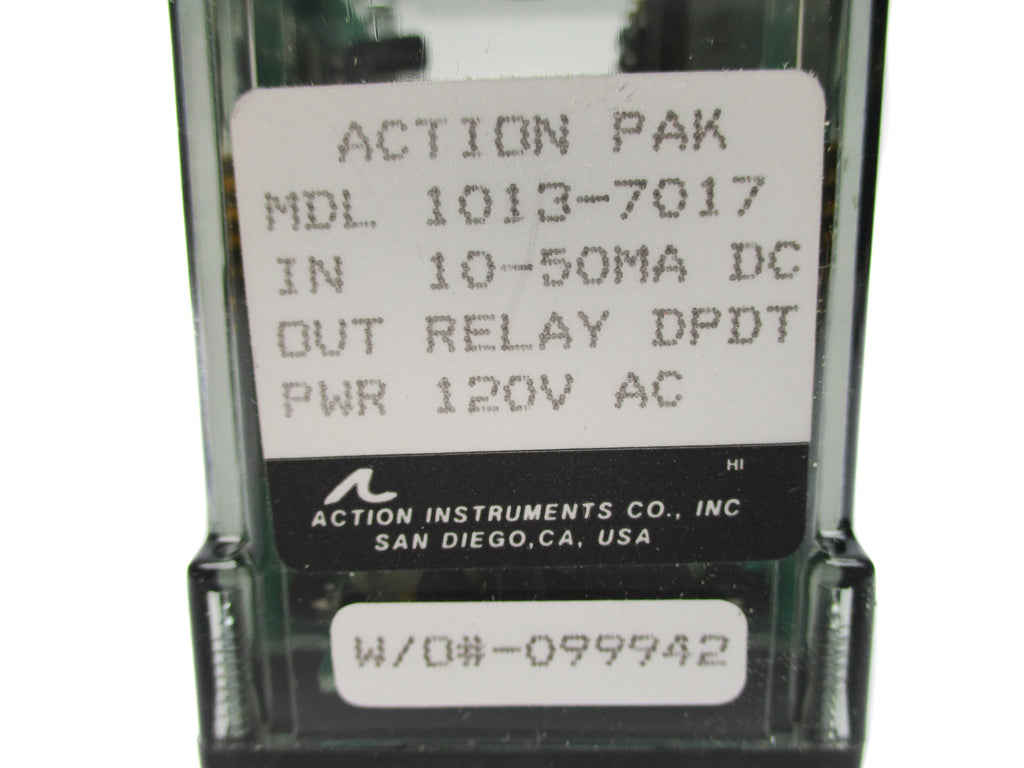 ACTION PAK
MDL 1013-7017
IN 10-50MA DC
OUT RELAY DPDT
PWR 120V AC
HI
ACTION INSTRUMENTS CO., INC
SAN DIEGO,CA, USA
W/O#-099942